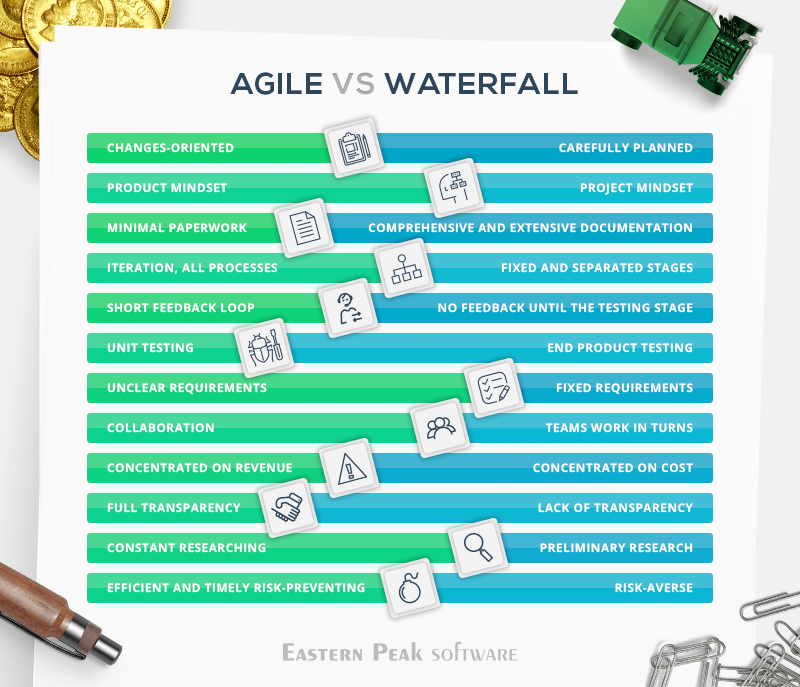 AGILE VS WATERFALL
CHANGES-ORIENTED CAREFULLY PLANNED
PRODUCT MINDSET PROJECT MINDSET
MINIMAL PAPERWORK COMPREHENSIVE AND EXTENSIVE DOCUMENTATION
ITERATION, ALL PROCESSES FIXED AND SEPARATED STAGES
SHORT FEEDBACK LOOP NO FEEDBACK UNTIL THE TESTING STAGE
UNIT TESTING END PRODUCT TESTING
UNCLEAR REQUIREMENTS FIXED REQUIREMENTS
COLLABORATION TEAMS WORK IN TURNS
CONCENTRATED ON REVENUE CONCENTRATED ON COST
FULL TRANSPARENCY LACK OF TRANSPARENCY
CONSTANT RESEARCHING PRELIMINARY RESEARCH
EFFICIENT AND TIMELY RISK-PREVENTING RISK-AVERSE
EASTERN PEAK SOFTWARE